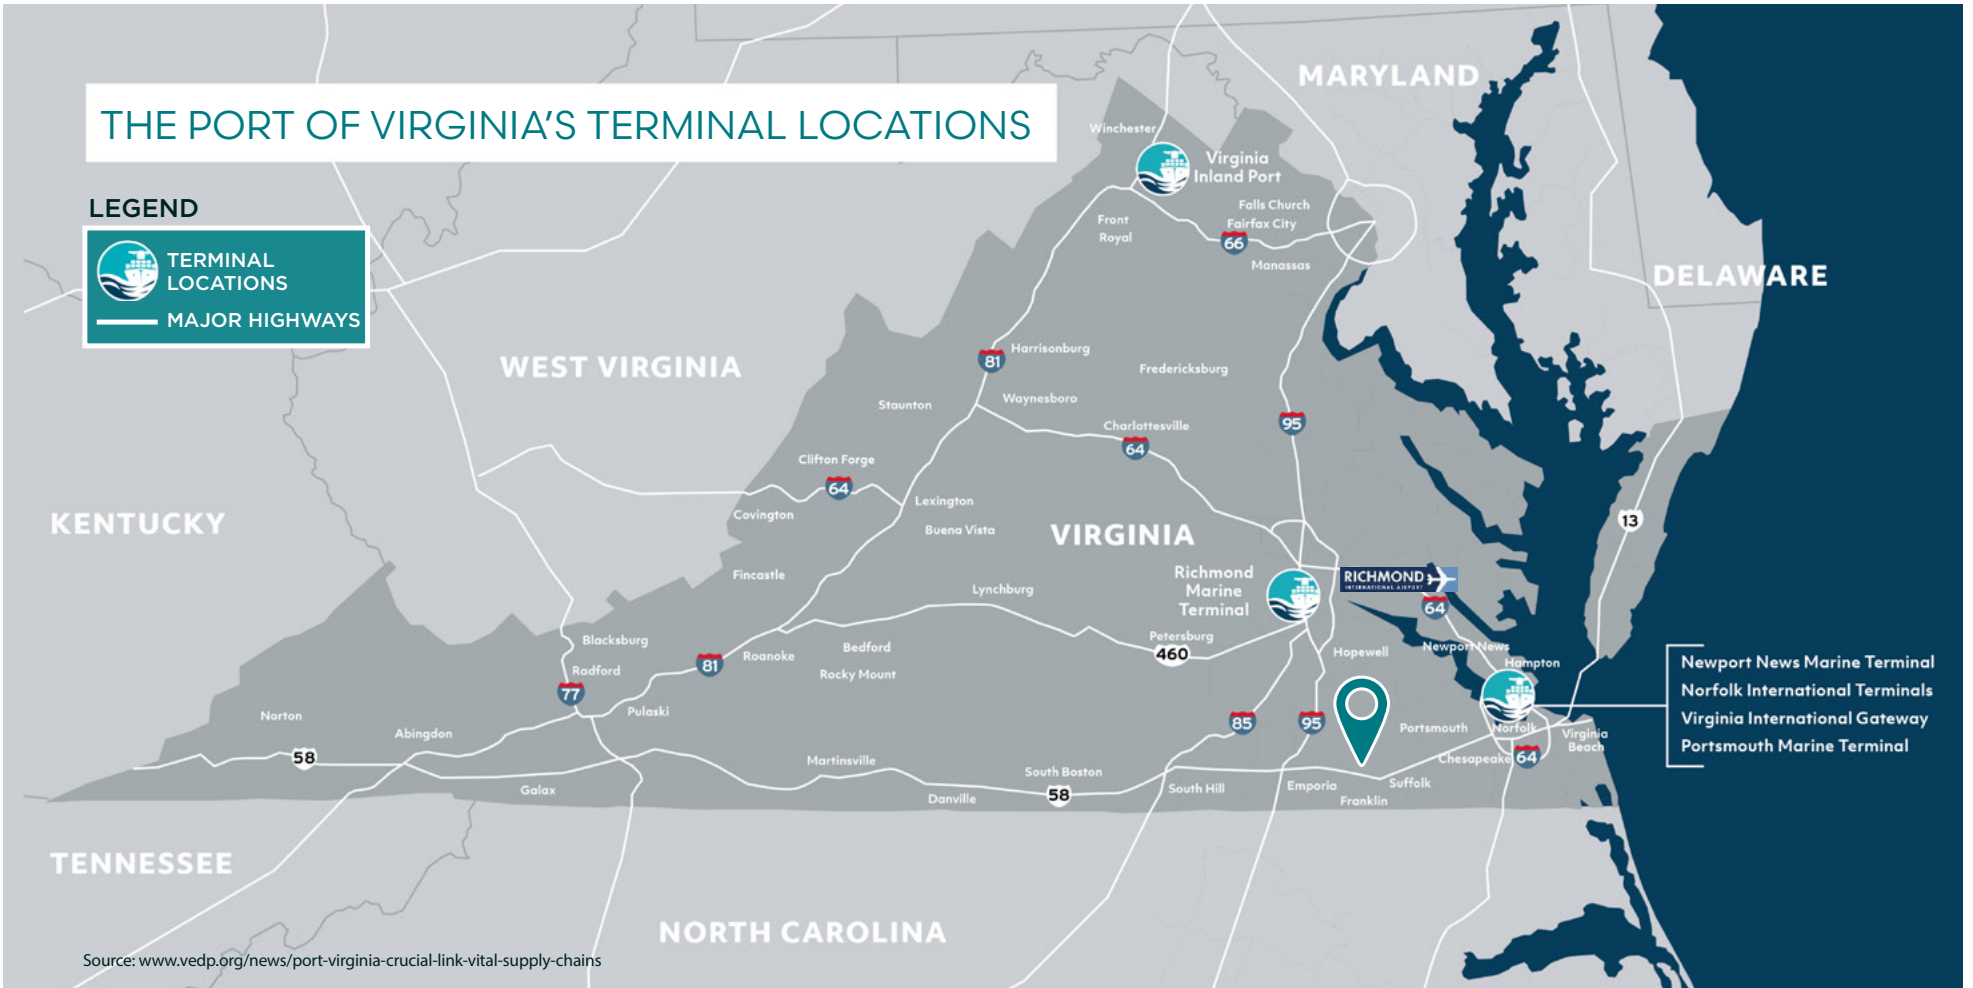 THE PORT OF VIRGINIA'S TERMINAL LOCATIONS
LEGEND
TERMINAL
LOCATIONS
MAJOR HIGHWAYS
MARYLAND
DELAWARE
WEST VIRGINIA
KENTUCKY
VIRGINIA
TENNESSEE
NORTH CAROLINA
Winchester
Virginia
Inland Port
Front
Royal
Falls Church
Fairfax City
66
Manassas
81
Harrisonburg
Fredericksburg
Staunton
Waynesboro
Charlottesville
64
95
Clifton Forge
64
Covington
Lexington
Buena Vista
Fincastle
Lynchburg
Richmond
Marine
Terminal
RICHMOND
INTERNATIONAL AIRPORT
64
13
Blacksburg
Radford
77
81
Roanoke
Bedford
Rocky Mount
Petersburg
460
Hopewell
Newport News
Hampton
Norton
58
Abingdon
Pulaski
Galax
Martinsville
Danville
South Boston
58
South Hill
85
95
Emporia
Franklin
Suffolk
Portsmouth
Norfolk
Chesapeake
64
Virginia
Beach
Newport News Marine Terminal
Norfolk International Terminals
Virginia International Gateway
Portsmouth Marine Terminal
Source: www.vedp.org/news/port-virginia-crucial-link-vital-supply-chains